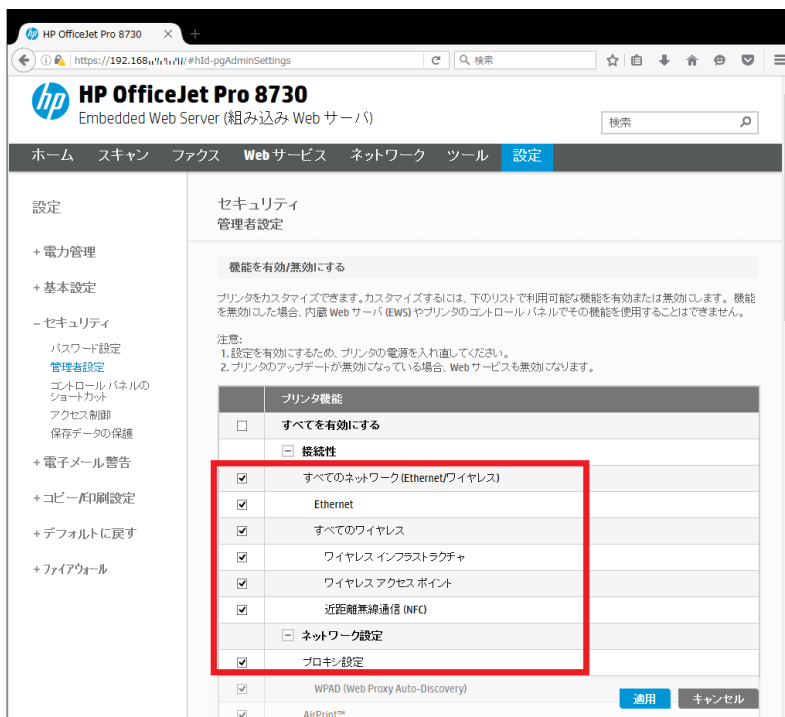 HP OfficeJet Pro 8730
https://192.168 /#hId-pgAdminSettings
検索
hp
HP OfficeJet Pro 8730
Embedded Web Server (組み込み Web サーバ)
検索
ホーム スキャン ファクス Web サービス ネットワーク ツール 設定
設定
+ 電力管理
+ 基本設定
- セキュリティ
パスワード設定
管理者設定
コントロール パネルの
ショートカット
アクセス制御
保存データの保護
+ 電子メール警告
+ コピー/印刷設定
+ デフォルトに戻す
+ ファイアウォール
セキュリティ
管理者設定
機能を有効/無効にする
プリンタをカスタマイズできます。カスタマイズするには、下のリストで利用可能な機能を有効または無効にします。 機能
を無効にした場合、内蔵 Web サーバ (EWS) やプリンタのコントロール パネルでその機能を使用することはできません。
注意:
1. 設定を有効にするため、プリンタの電源を入れ直してください。
2. プリンタのアップデートが無効になっている場合、Web サービスも無効になります。
プリンタ機能
すべてを有効にする
接続性
すべてのネットワーク (Ethernet/ワイヤレス)
Ethernet
すべてのワイヤレス
ワイヤレス インフラストラクチャ
ワイヤレス アクセス ポイント
近距離無線通信 (NFC)
ネットワーク設定
プロキシ設定
WPAD (Web Proxy Auto-Discovery)
AirPrint™
適用
キャンセル